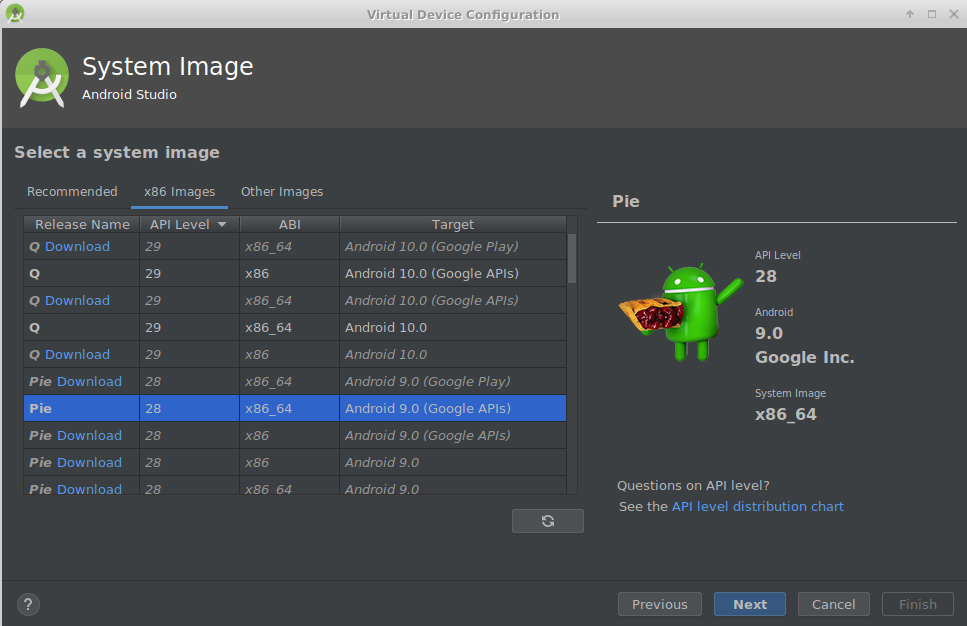 Virtual Device Configuration
System Image
Android Studio
Select a system image
Recommended x86 Images Other Images
Release Name API Level ABI Target
Q Download 29 x86_64 Android 10.0 (Google Play)
Q 29 x86 Android 10.0 (Google APIs)
Q Download 29 x86_64 Android 10.0 (Google APIs)
Q 29 x86_64 Android 10.0
Q Download 29 x86 Android 10.0
Pie Download 28 x86_64 Android 9.0 (Google Play)
Pie 28 x86_64 Android 9.0 (Google APIs)
Pie Download 28 x86 Android 9.0 (Google APIs)
Pie Download 28 x86 Android 9.0
Pie Download 28 x86_64 Android 9.0
Pie
API Level
28
Android
9.0
Google Inc.
System Image
x86_64
Questions on API level?
See the API level distribution chart
? Previous Next Cancel Finish